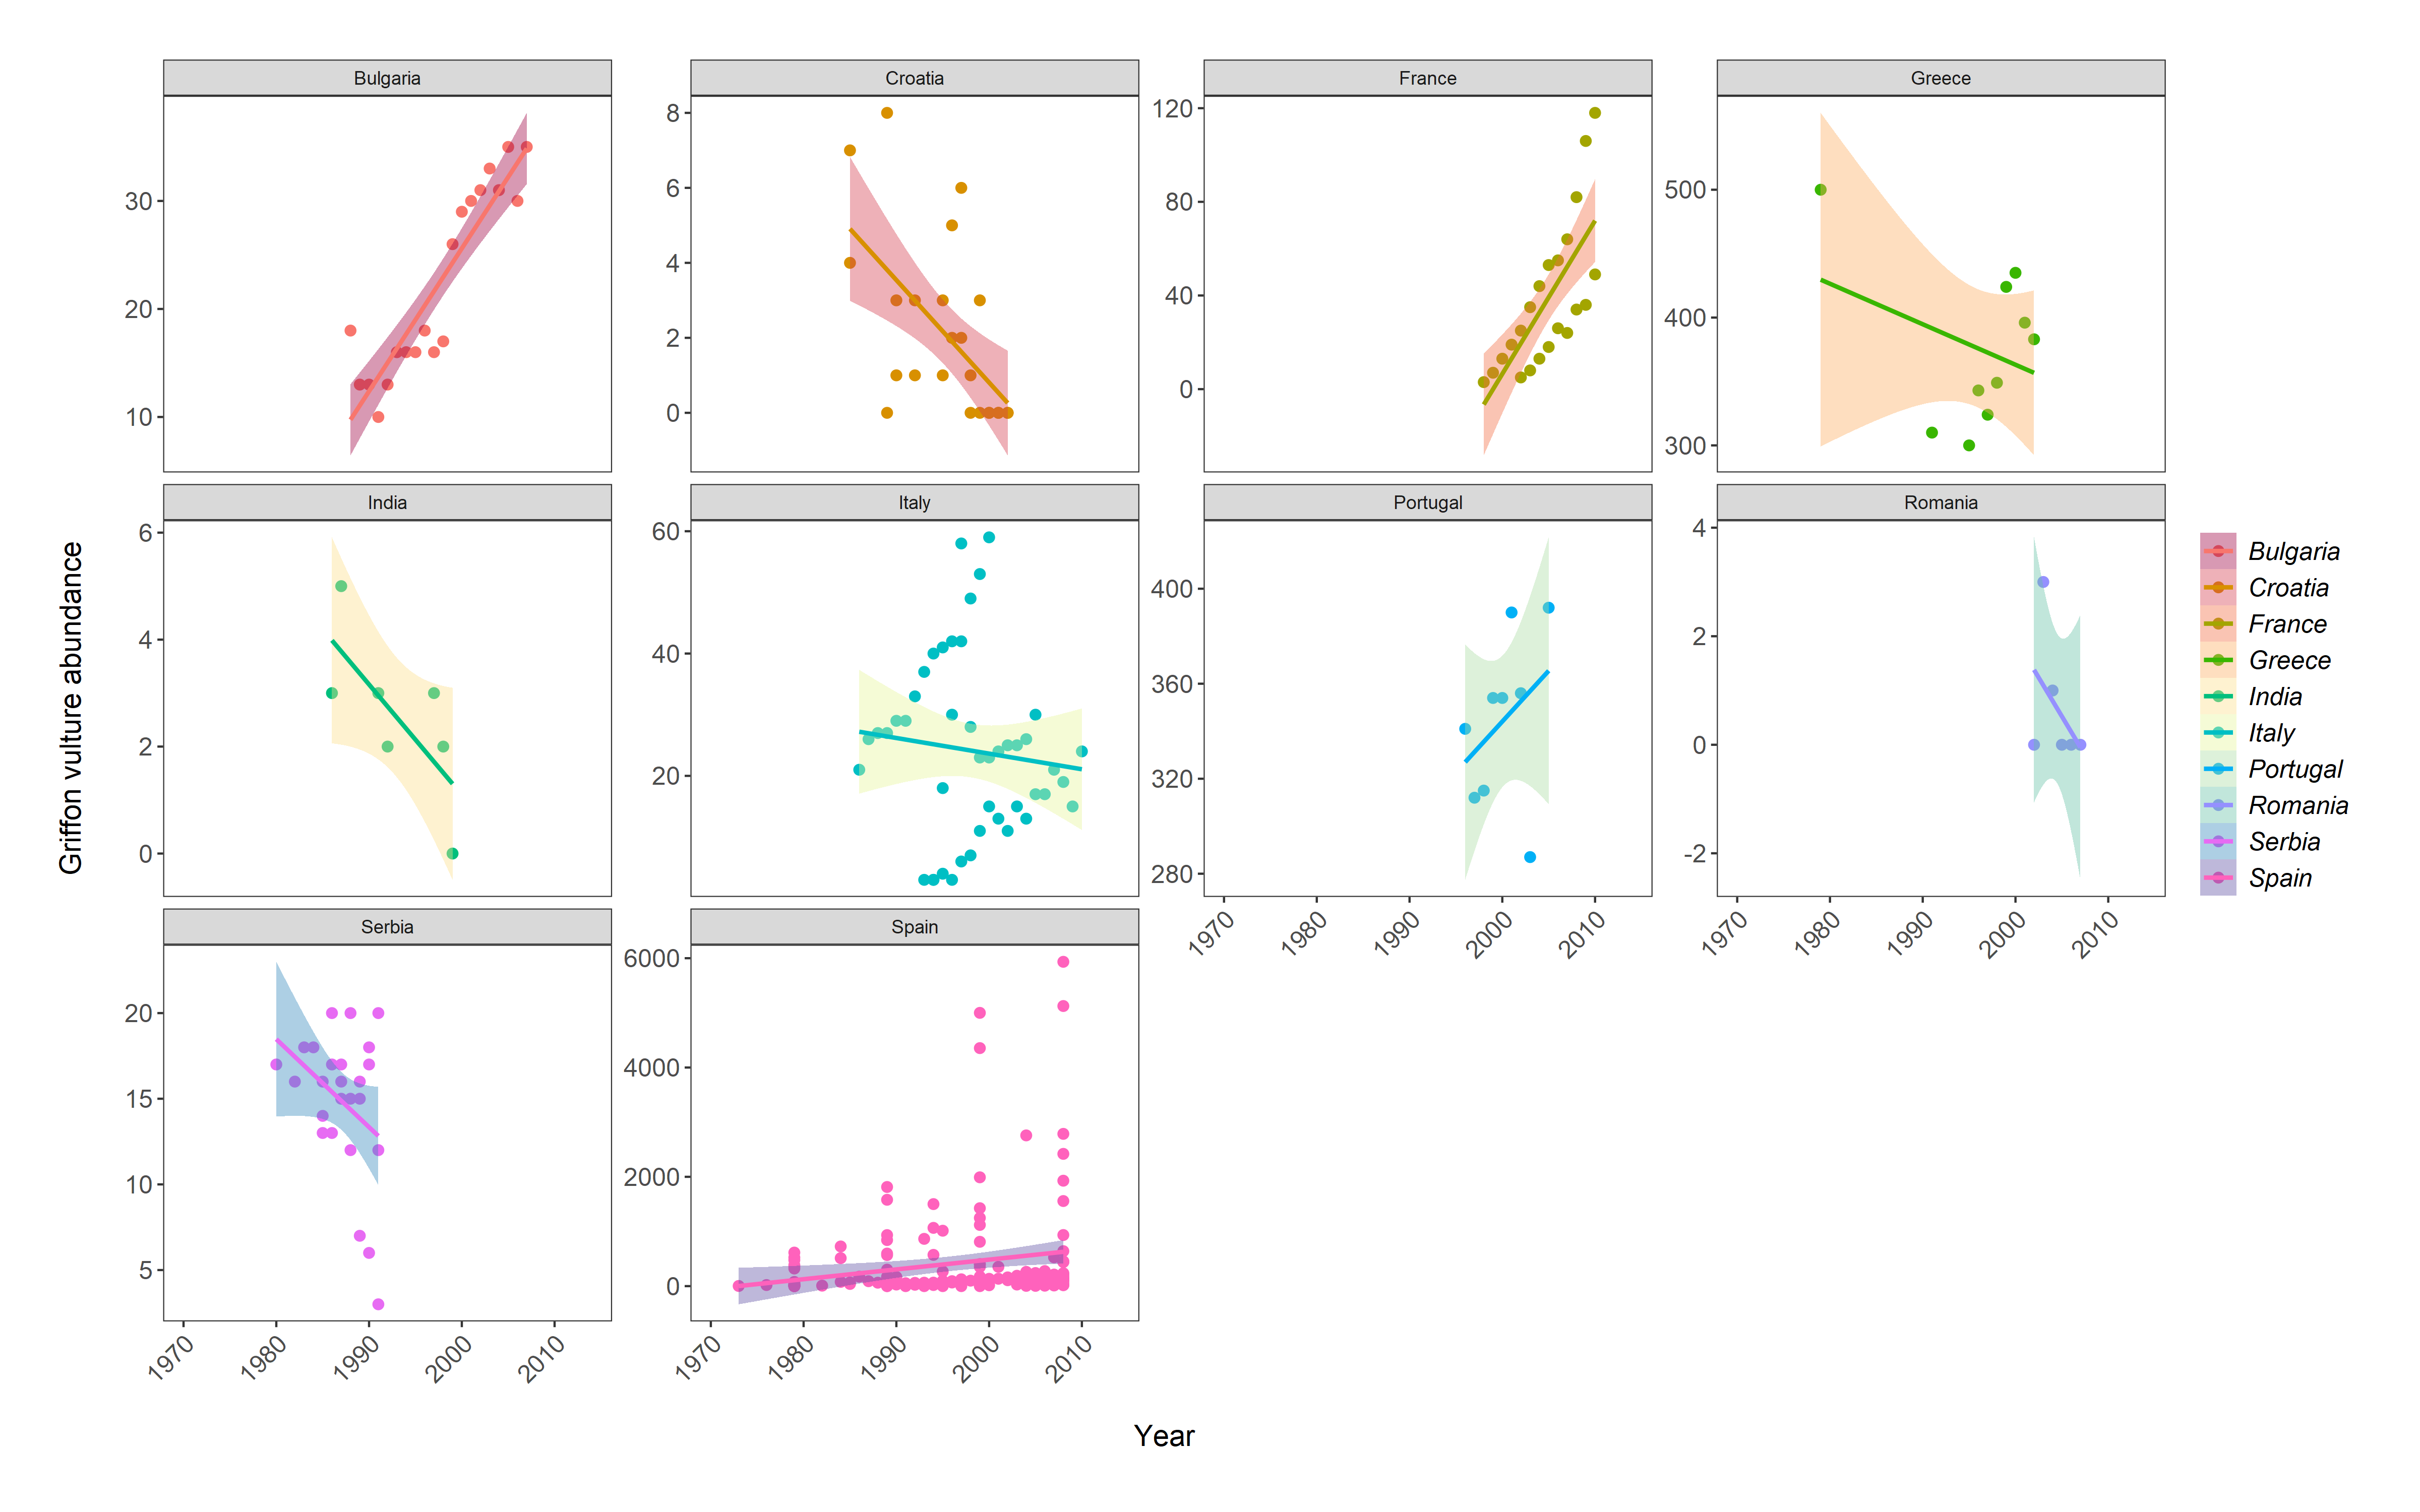 Bulgaria
Croatia
France
Greece
30
20
10
8
6
4
2
0
120
80
40
0
500
400
300
India
Italy
Portugal
Romania
6
4
2
0
60
40
20
400
360
320
280
4
2
0
-2
1970 1980 1990 2000 2010
1970 1980 1990 2000 2010
Serbia
Spain
20
15
10
5
6000
4000
2000
0
1970 1980 1990 2000 2010
1970 1980 1990 2000 2010
Griffon vulture abundance
Year
Bulgaria
Croatia
France
Greece
India
Italy
Portugal
Romania
Serbia
Spain